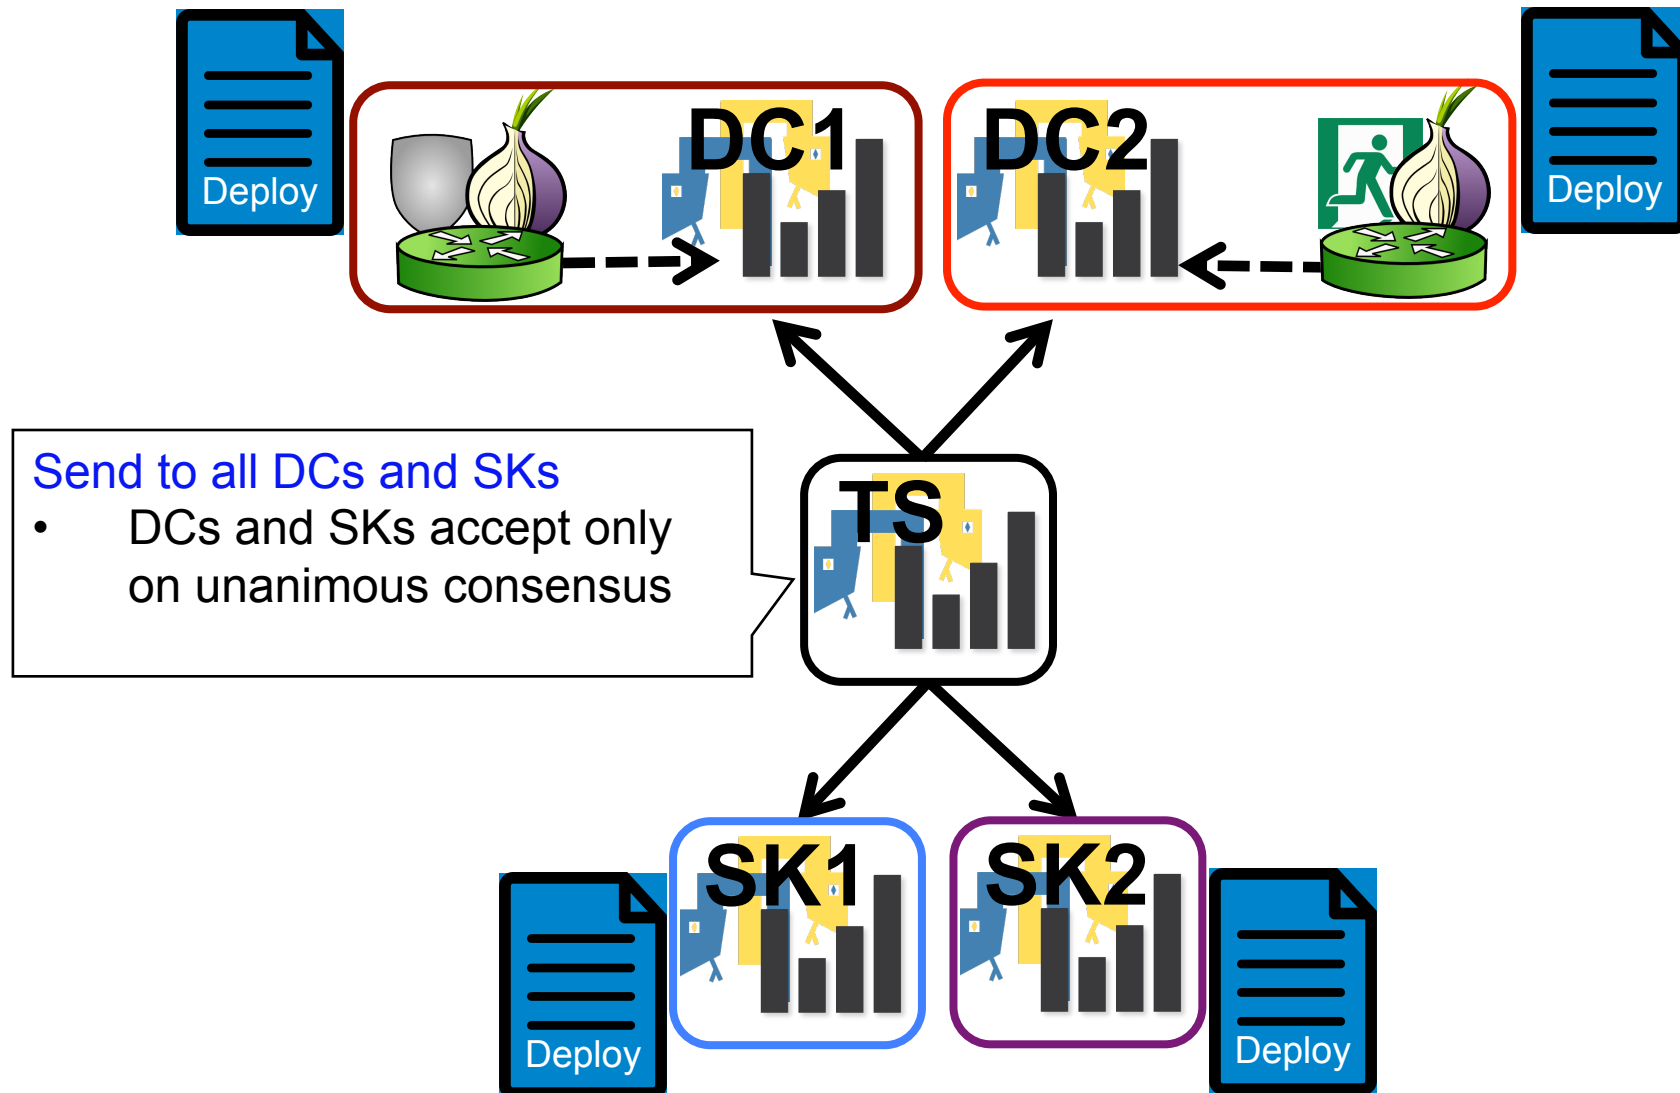 Deploy
DC1
DC2
Deploy
Send to all DCs and SKs
• DCs and SKs accept only
on unanimous consensus
TS
Deploy
SK1
SK2
Deploy